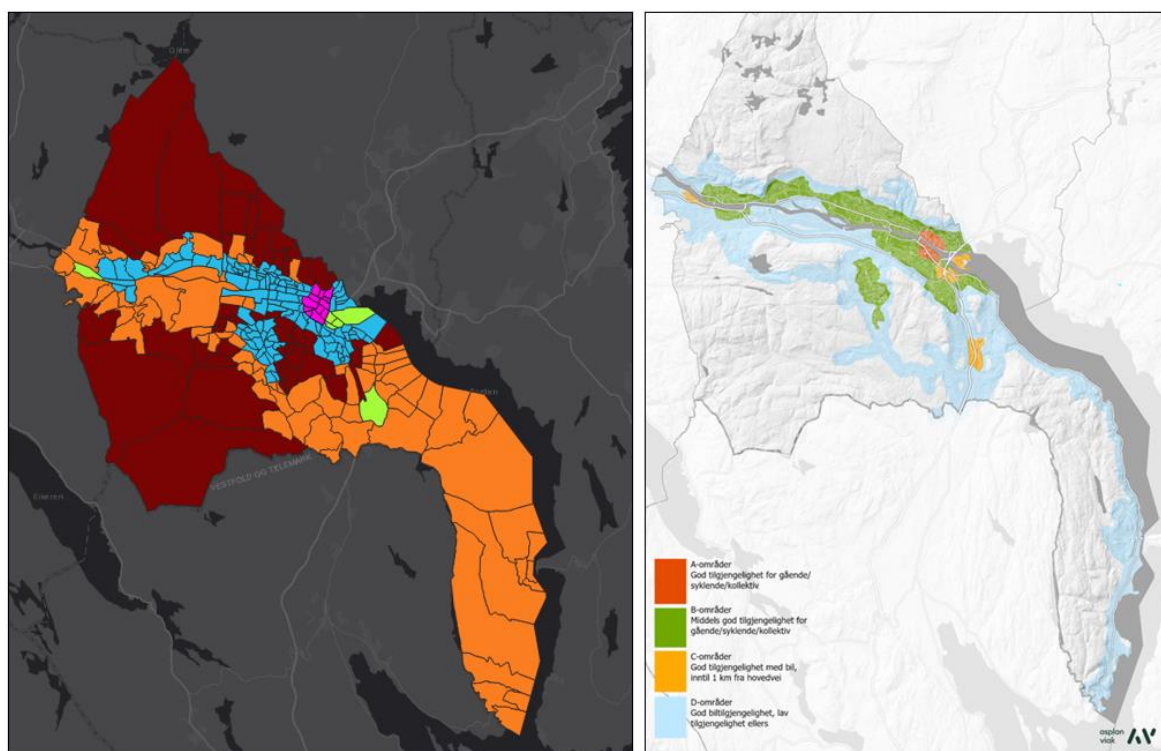 VESTFOLD OG TELEMARK
Eikeren
A-områder
God tilgjengelighet for gående/
syklende/kollektiv
B-områder
Middels god tilgjengelighet for
gående/syklende/kollektiv
C-områder
God tilgjengelighet med bil,
inntil 1 km fra hovedvei
D-områder
God biltilgjengelighet, lav
tilgjengelighet ellers
asplan
viak